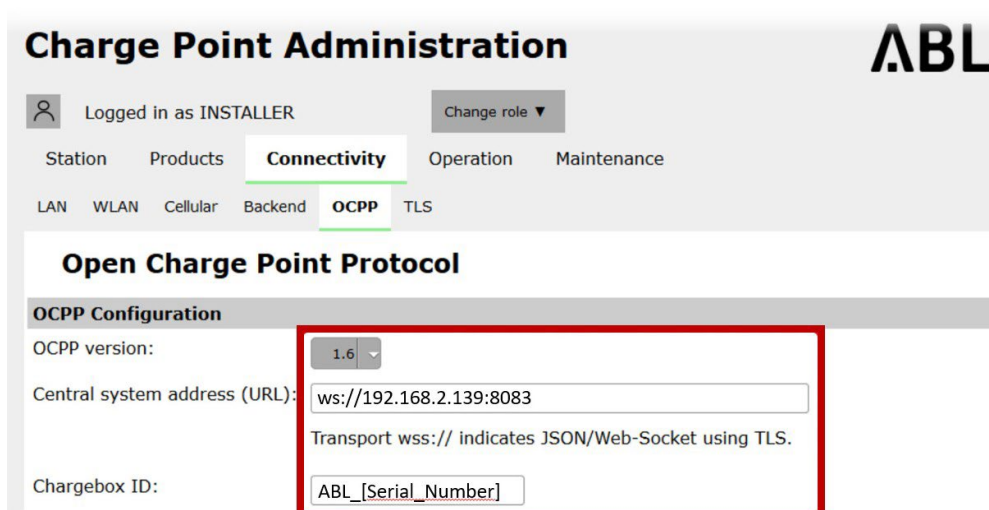 Charge Point Administration
ABL
Logged in as INSTALLER Change role ▼
Station Products Connectivity Operation Maintenance
LAN WLAN Cellular Backend OCPP TLS
Open Charge Point Protocol
OCPP Configuration
OCPP version: 1.6
Central system address (URL): ws://192.168.2.139:8083
Transport wss:// indicates JSON/Web-Socket using TLS.
Chargebox ID: ABL_[Serial_Number]